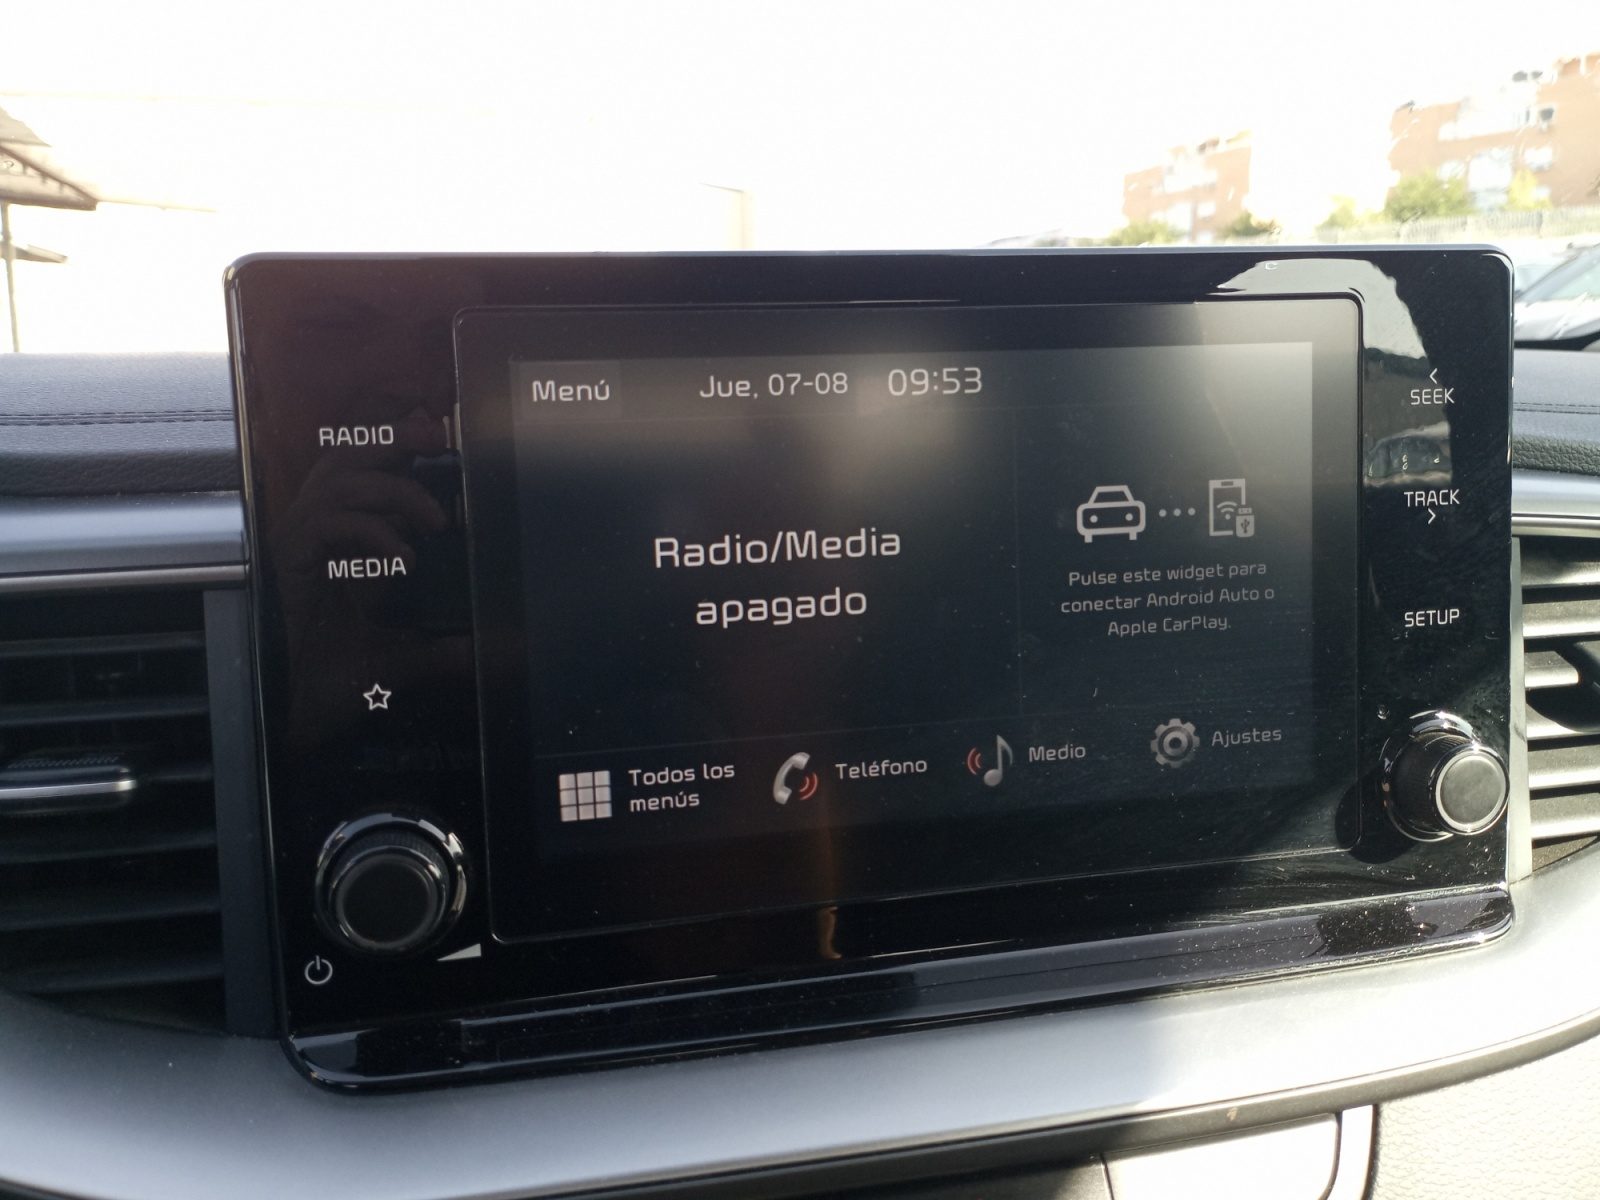 Menú Jue, 07-08 09:53
RADIO
MEDIA
Radio/Media
apagado
Pulse este widget para
conectar Android Auto o
Apple CarPlay.
Todos los
menús
Teléfono
Medio
Ajustes
< SEEK
TRACK >
SETUP